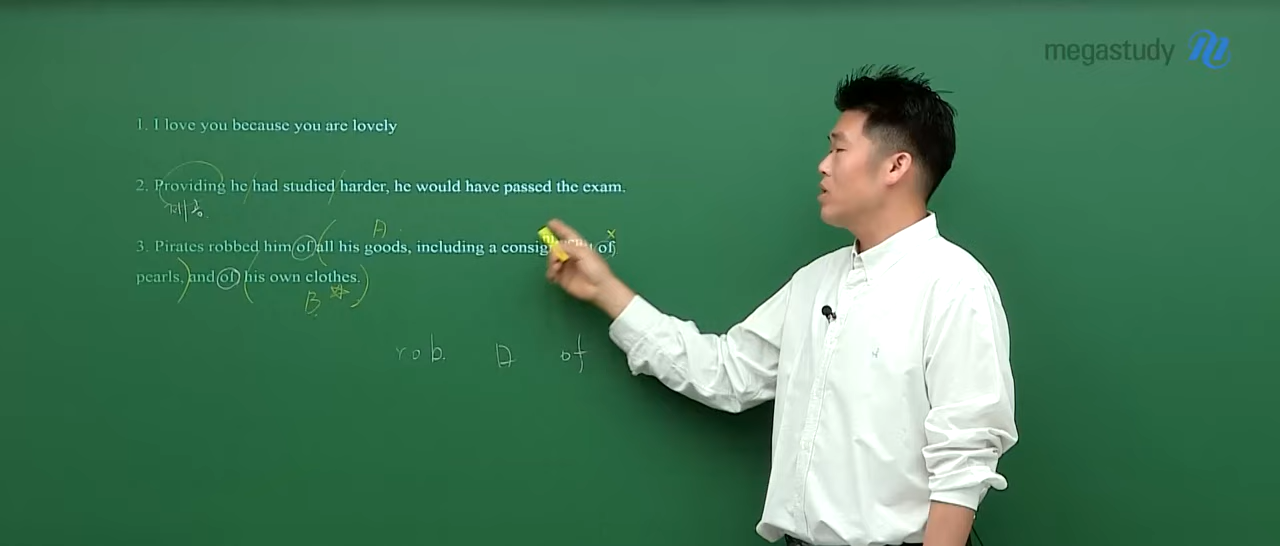 megastudy
1. I love you because you are lovely
2. Providing he had studied harder, he would have passed the exam.
제공.
A
x
3. Pirates robbed him of all his goods, including a of
pearls, and of his own clothes.
B
rob. of